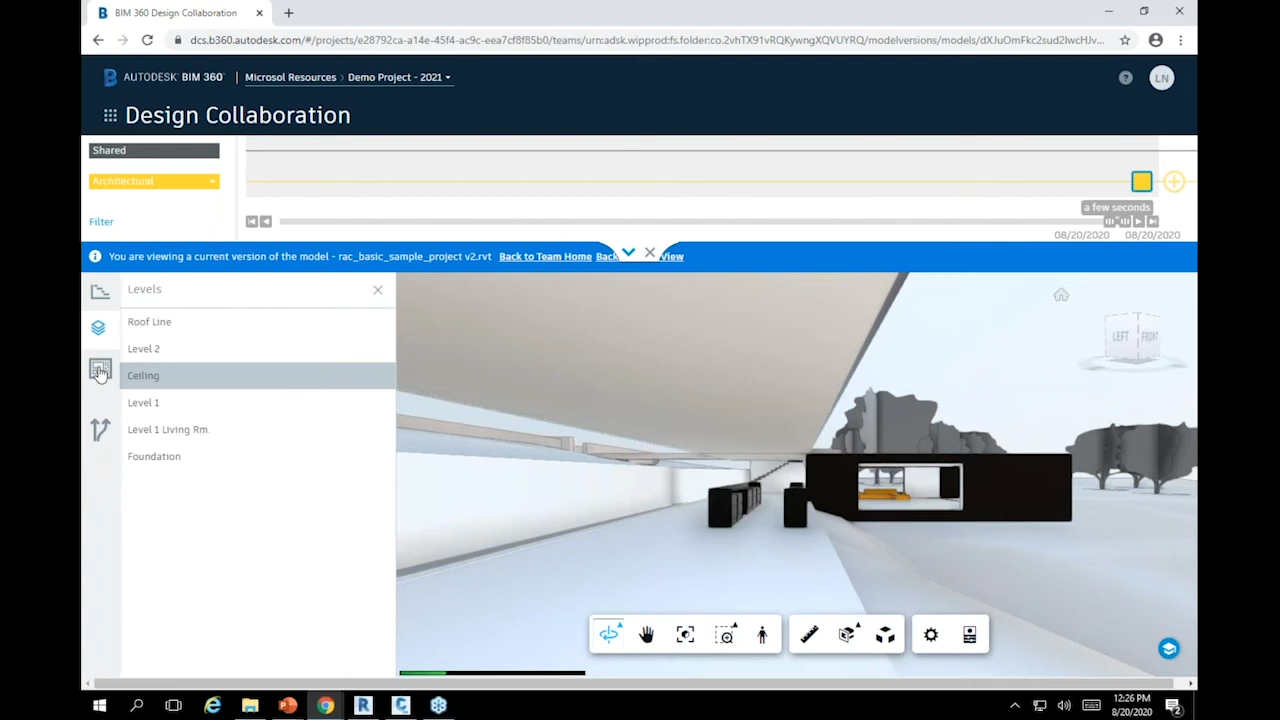 BIM 360 Design Collaboration
dcs.b360.autodesk.com/#/projects/e28792ca-a14e-45f4-ac9c-eea7cf8f85b0/teams/urn:adsk.wipprod:fs.folder:co.2vhTX91vRQKywngXQVUYRQ/modelversions/models/dXJuOmFkc2sud2lwcHJv...
AUTODESK® BIM 360° Microsol Resources > Demo Project - 2021
LN
Design Collaboration
Shared
Architectural
a few seconds
Filter
08/20/2020 08/20/2020
You are viewing a current version of the model - rac_basic_sample_project v2.rvt Back to Team Home Back View
Levels
Roof Line
Level 2
Ceiling
Level 1
Level 1 Living Rm.
Foundation
LEFT FRONT
12:26 PM
8/20/2020
2